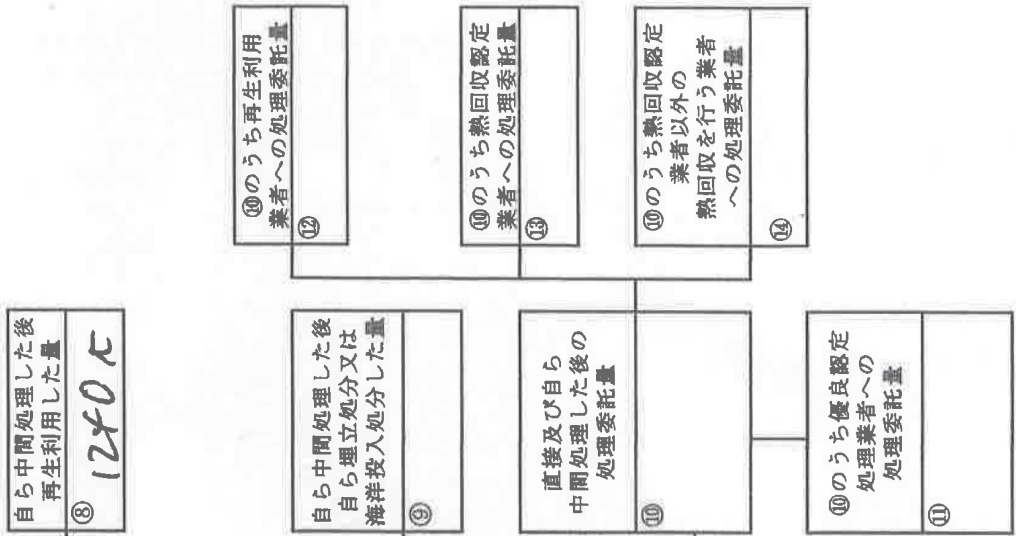 自ら中間処理した後
再生利用した量
⑧ 1240 t
自ら中間処理した後
自ら埋立処分又は
海洋投入処分した量
⑨
直接及び自ら
中間処理した後の
処理委託量
⑩
⑩のうち優良認定
処理業者への
処理委託量
⑪
⑩のうち再生利用
業者への処理委託量
⑫
⑩のうち熱回収認定
業者への処理委託量
⑬
⑩のうち熱回収認定
業者以外の
熱回収を行う業者
への処理委託量
⑭